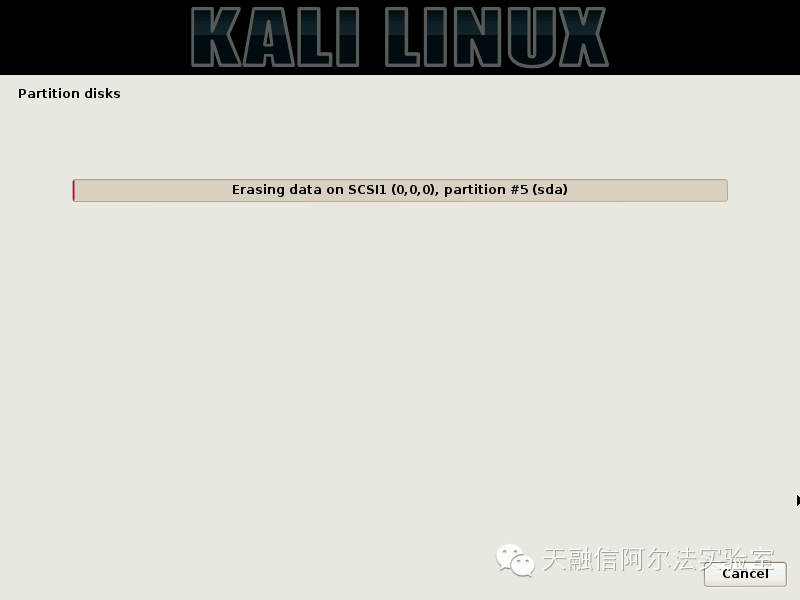 KALI LINUX
Partition disks
Erasing data on SCSI1 (0,0,0), partition #5 (sda)
天融信阿尔法实验室
Cancel